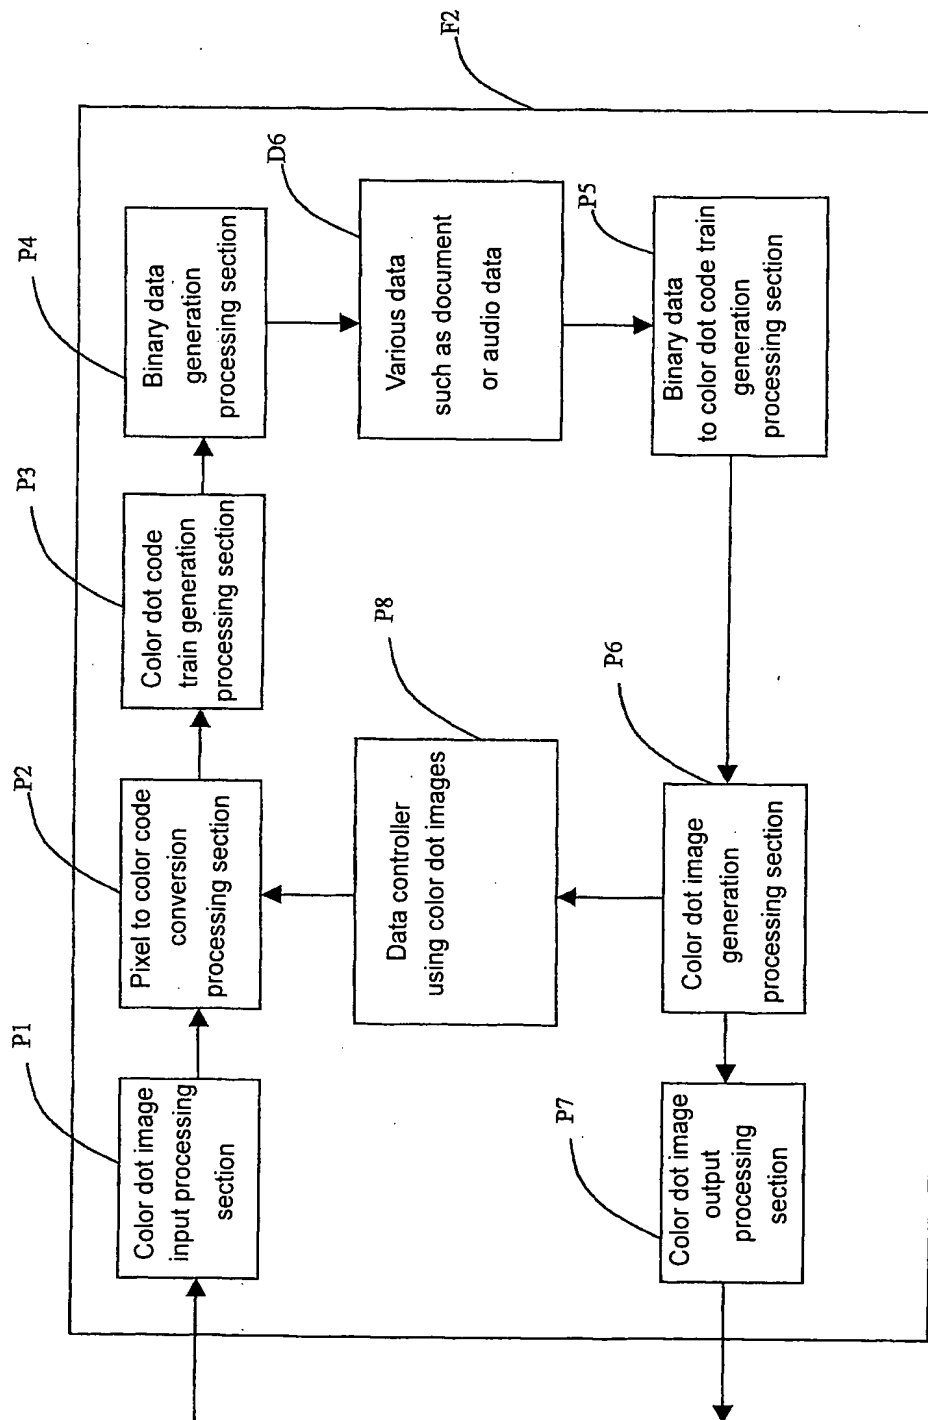 F2
P1
Color dot image
input processing
section
P2
Pixel to color code
conversion
processing section
P3
Color dot code
train generation
processing section
P4
Binary data
generation
processing section
D6
Various data
such as document
or audio data
P8
Data controller
using color dot images
P5
Binary data
to color dot code train
generation
processing section
P6
Color dot image
generation
processing section
P7
Color dot image
output
processing
section